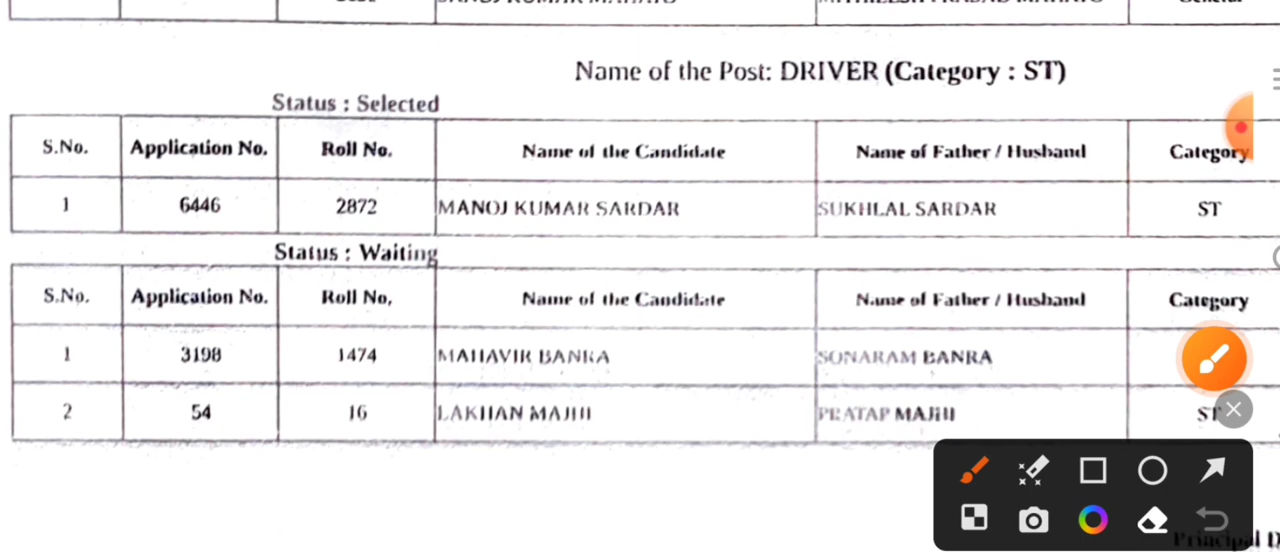 Name of the Post: DRIVER (Category : ST)
Status : Selected
S.No. Application No. Roll No. Name of the Candidate Name of Father / Husband Category
1 6446 2872 MANOJ KUMAR SARDAR SUKHLAL SARDAR ST
Status : Waiting
S.No. Application No. Roll No. Name of the Candidate Name of Father / Husband Category
1 3198 1474 MAHAVIR BANRA SONARAM BANRA
2 54 16 LAKHAN MAJHI PRATAP MAJHI ST
Principal